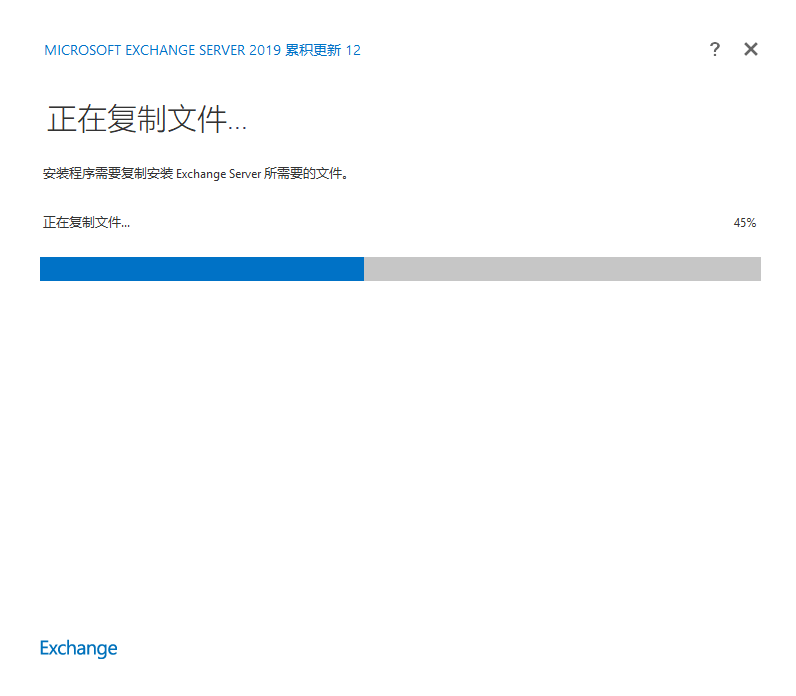 MICROSOFT EXCHANGE SERVER 2019 累积更新 12
? ×
正在复制文件...
安装程序需要复制安装 Exchange Server 所需要的文件。
正在复制文件... 45%
Exchange